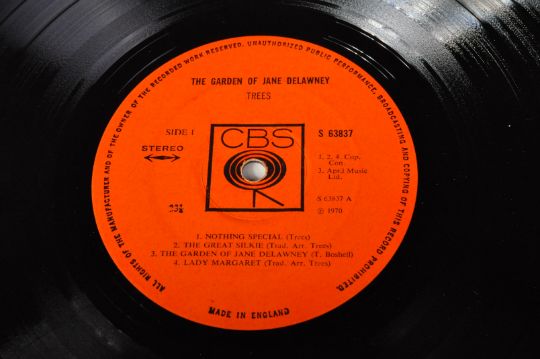 ALL RIGHTS OF THE MANUFACTURER AND OF THE OWNER OF THE RECORDED WORK RESERVED. UNAUTHORIZED PUBLIC PERFORMANCE, BROADCASTING AND COPYING OF THIS RECORD PROHIBITED.
THE GARDEN OF JANE DELAWNEY
TREES
SIDE 1
CBS
S 63837
STEREO
1, 2, 4. Cop. Con.
3. April Music
Ltd.
33⅓
S 63837 A
℗ 1970
1. NOTHING SPECIAL (Trees)
2. THE GREAT SILKIE (Trad. Arr. Trees)
3. THE GARDEN OF JANE DELAWNEY (T. Boshell)
4. LADY MARGARET (Trad. Arr. Trees)
MADE IN ENGLAND